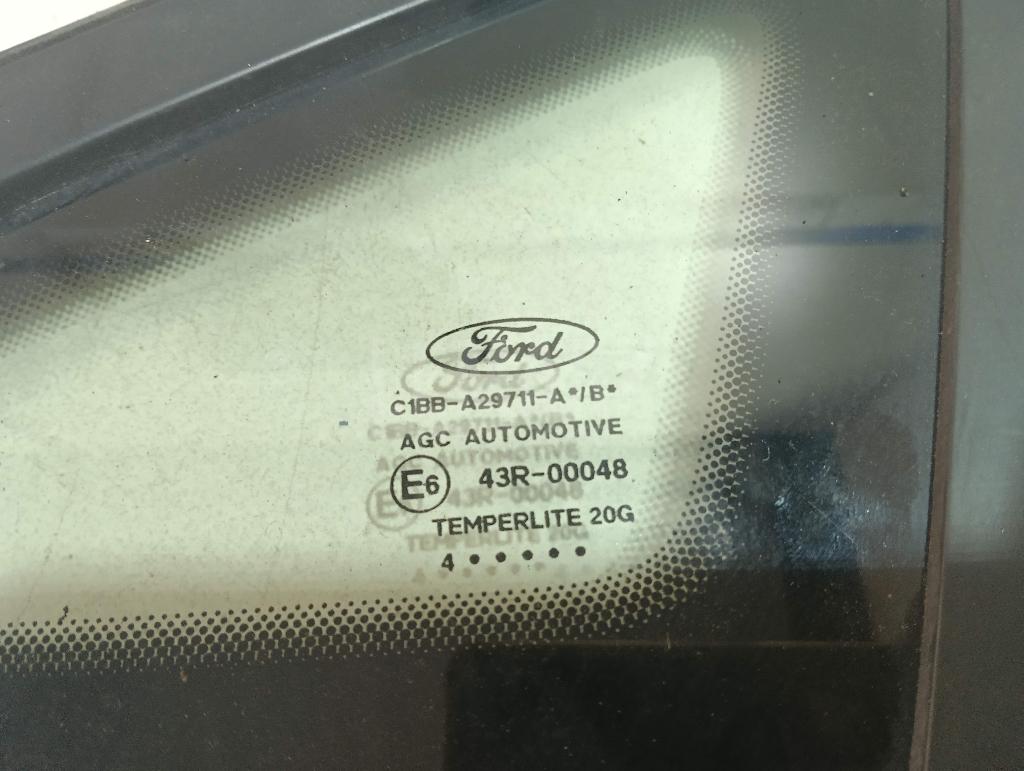 Ford
C1BB-A29711-A*/B*
AGC AUTOMOTIVE
E6 43R-00048
TEMPERLITE 20G
4 • • • • •